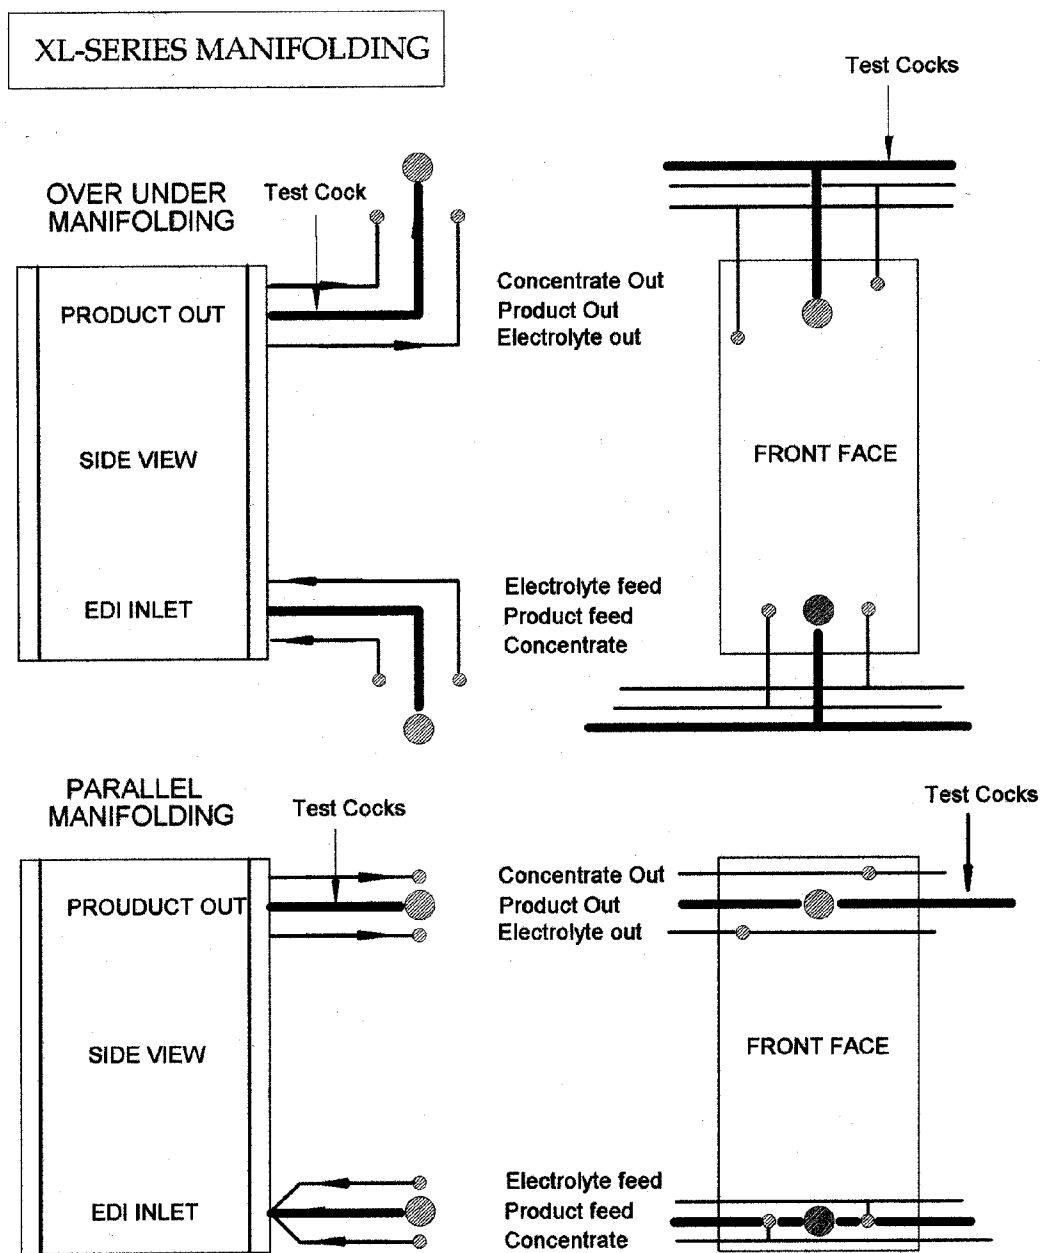 XL-SERIES MANIFOLDING
Test Cocks
OVER UNDER
MANIFOLDING
Test Cock
PRODUCT OUT
SIDE VIEW
EDI INLET
Concentrate Out
Product Out
Electrolyte out
FRONT FACE
Electrolyte feed
Product feed
Concentrate
PARALLEL
MANIFOLDING
Test Cocks
Test Cocks
PROUDUCT OUT
SIDE VIEW
EDI INLET
Concentrate Out
Product Out
Electrolyte out
FRONT FACE
Electrolyte feed
Product feed
Concentrate